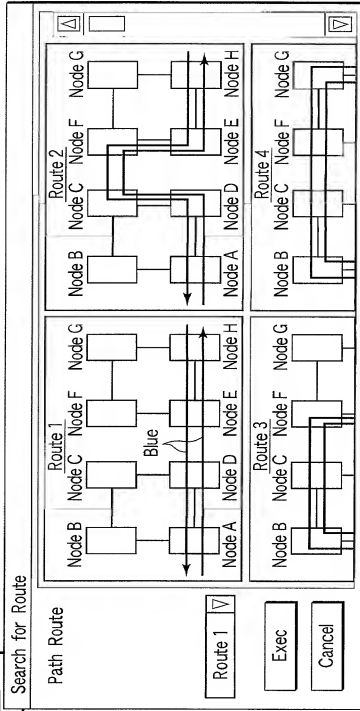 Search for Route
Path Route
Route 1
Exec
Cancel
Route 1
Node B
Node C
Node F
Node G
Blue
Node A
Node D
Node E
Node H
Route 2
Node B
Node C
Node F
Node G
Node A
Node D
Node E
Node H
Route 3
Node B
Node C
Node F
Node G
Route 4
Node B
Node C
Node F
Node G